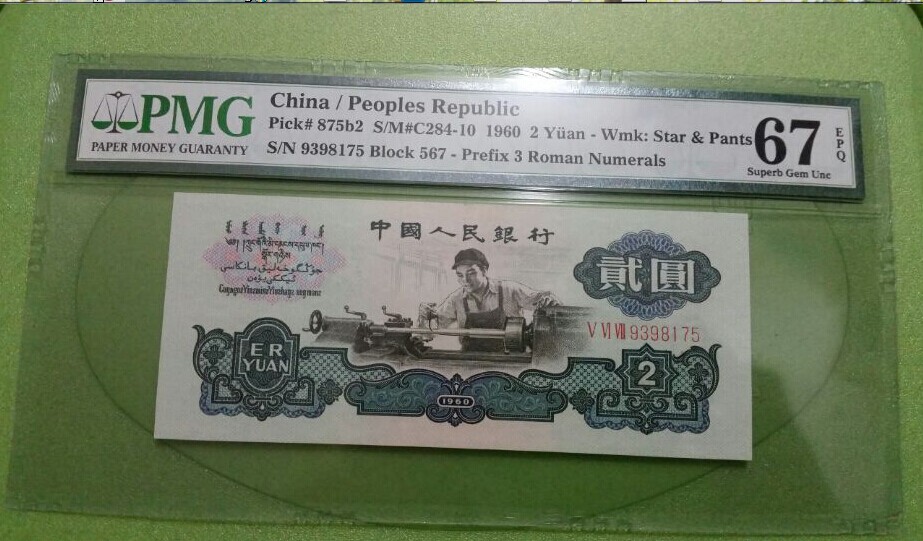 PMG
PAPER MONEY GUARANTY
China / Peoples Republic
Pick# 875b2 S/M#C284-10 1960 2 Yüan - Wmk: Star & Pants
S/N 9398175 Block 567 - Prefix 3 Roman Numerals
67
EPQ
Superb Gem Unc
中國人民銀行
貳圓
V VI VII 9398175
ER
YUAN
2
1960